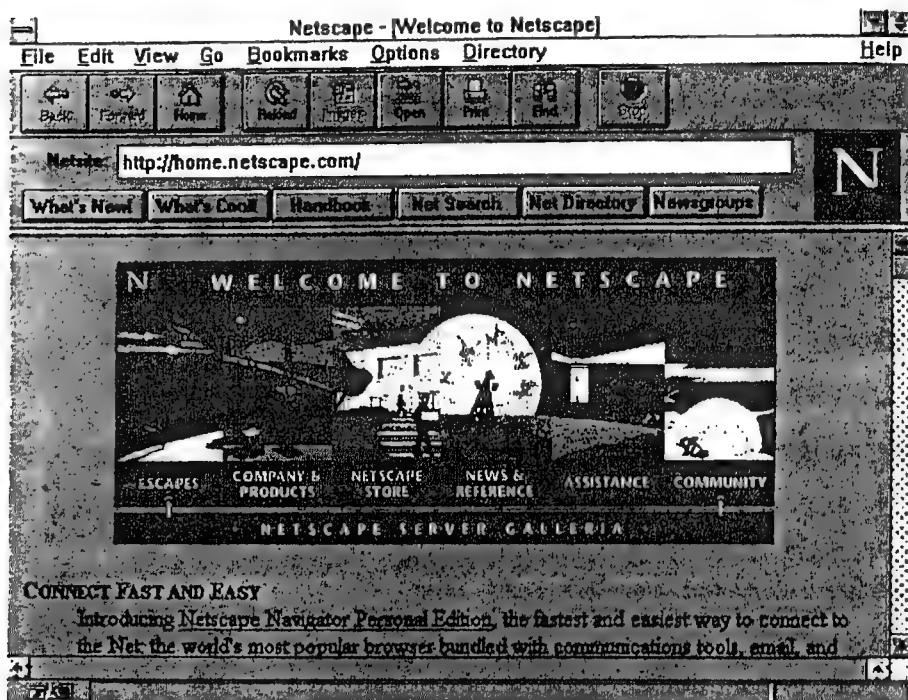 Netscape - [Welcome to Netscape]
File Edit View Go Bookmarks Options Directory Help
Back Forward Home Reload Images Open Print Find Stop
Netsite: http://home.netscape.com/
N
What's New! What's Cool! Handbook Net Search Net Directory Newsgroups
N WELCOME TO NETSCAPE
ESCAPES COMPANY & PRODUCTS NETSCAPE STORE NEWS & REFERENCE ASSISTANCE COMMUNITY
NETSCAPE SERVER GALLERIA
CONNECT FAST AND EASY
Introducing Netscape Navigator Personal Edition, the fastest and easiest way to connect to
the Net: the world's most popular browser bundled with communications tools, email, and